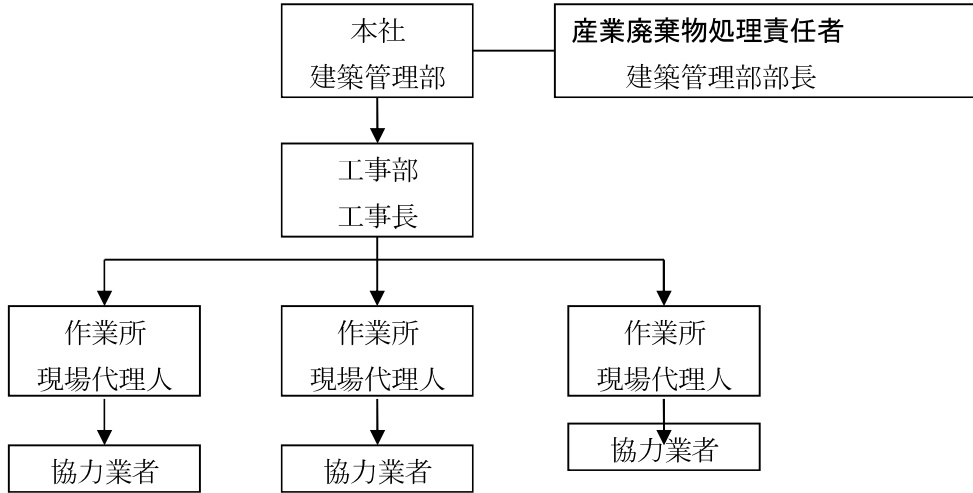 本社
建築管理部
産業廃棄物処理責任者
建築管理部部長
工事部
工事長
作業所
現場代理人
作業所
現場代理人
作業所
現場代理人
協力業者
協力業者
協力業者